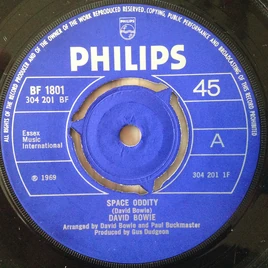 ALL RIGHTS OF THE RECORD PRODUCER AND OF THE OWNER OF THE RECORDED WORK RESERVED. COPYING, PUBLIC PERFORMANCE AND BROADCASTING OF THIS RECORD PROHIBITED
PHILIPS
PHILIPS
BF 1801
304 201 BF
45
Essex
Music
International
A
℗ 1969
304 201 1F
SPACE ODDITY
(David Bowie)
DAVID BOWIE
Arranged by David Bowie and Paul Buckmaster
Produced by Gus Dudgeon